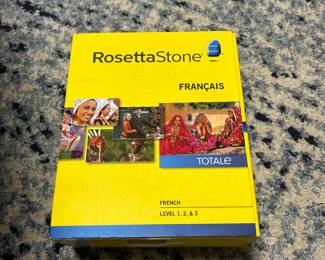 RosettaStone
FRANÇAIS
TOTALe
FRENCH
LEVEL 1, 2, & 3